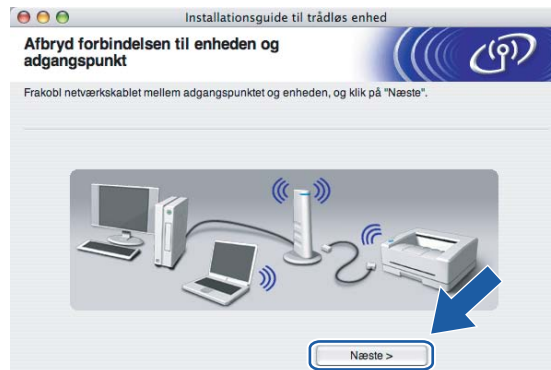 Installationsguide til trådløs enhed
Afbryd forbindelsen til enheden og
adgangspunkt
Frakobl netværkskablet mellem adgangspunktet og enheden, og klik på "Næste".
Næste >